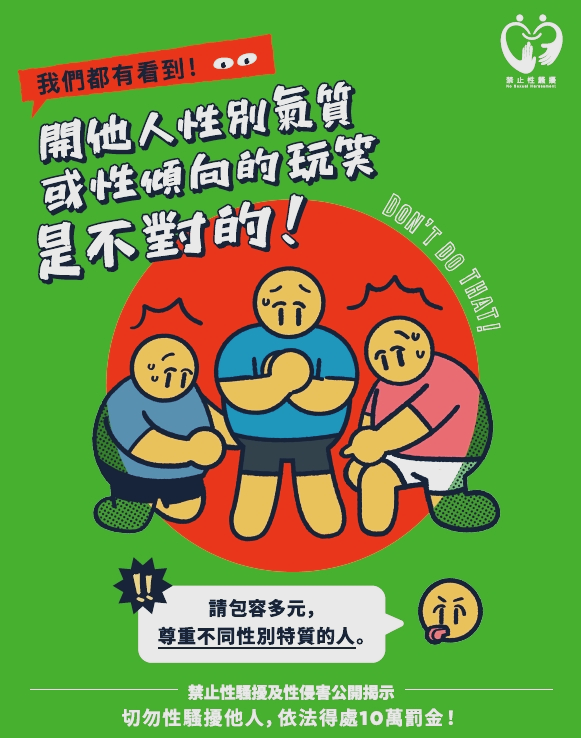 禁止性騷擾
No Sexual Harassment
我們都有看到！
開他人性別氣質
或性傾向的玩笑
是不對的！
DON'T DO THAT!
!!
請包容多元，
尊重不同性別特質的人。
禁止性騷擾及性侵害公開揭示
切勿性騷擾他人，依法得處10萬罰金！